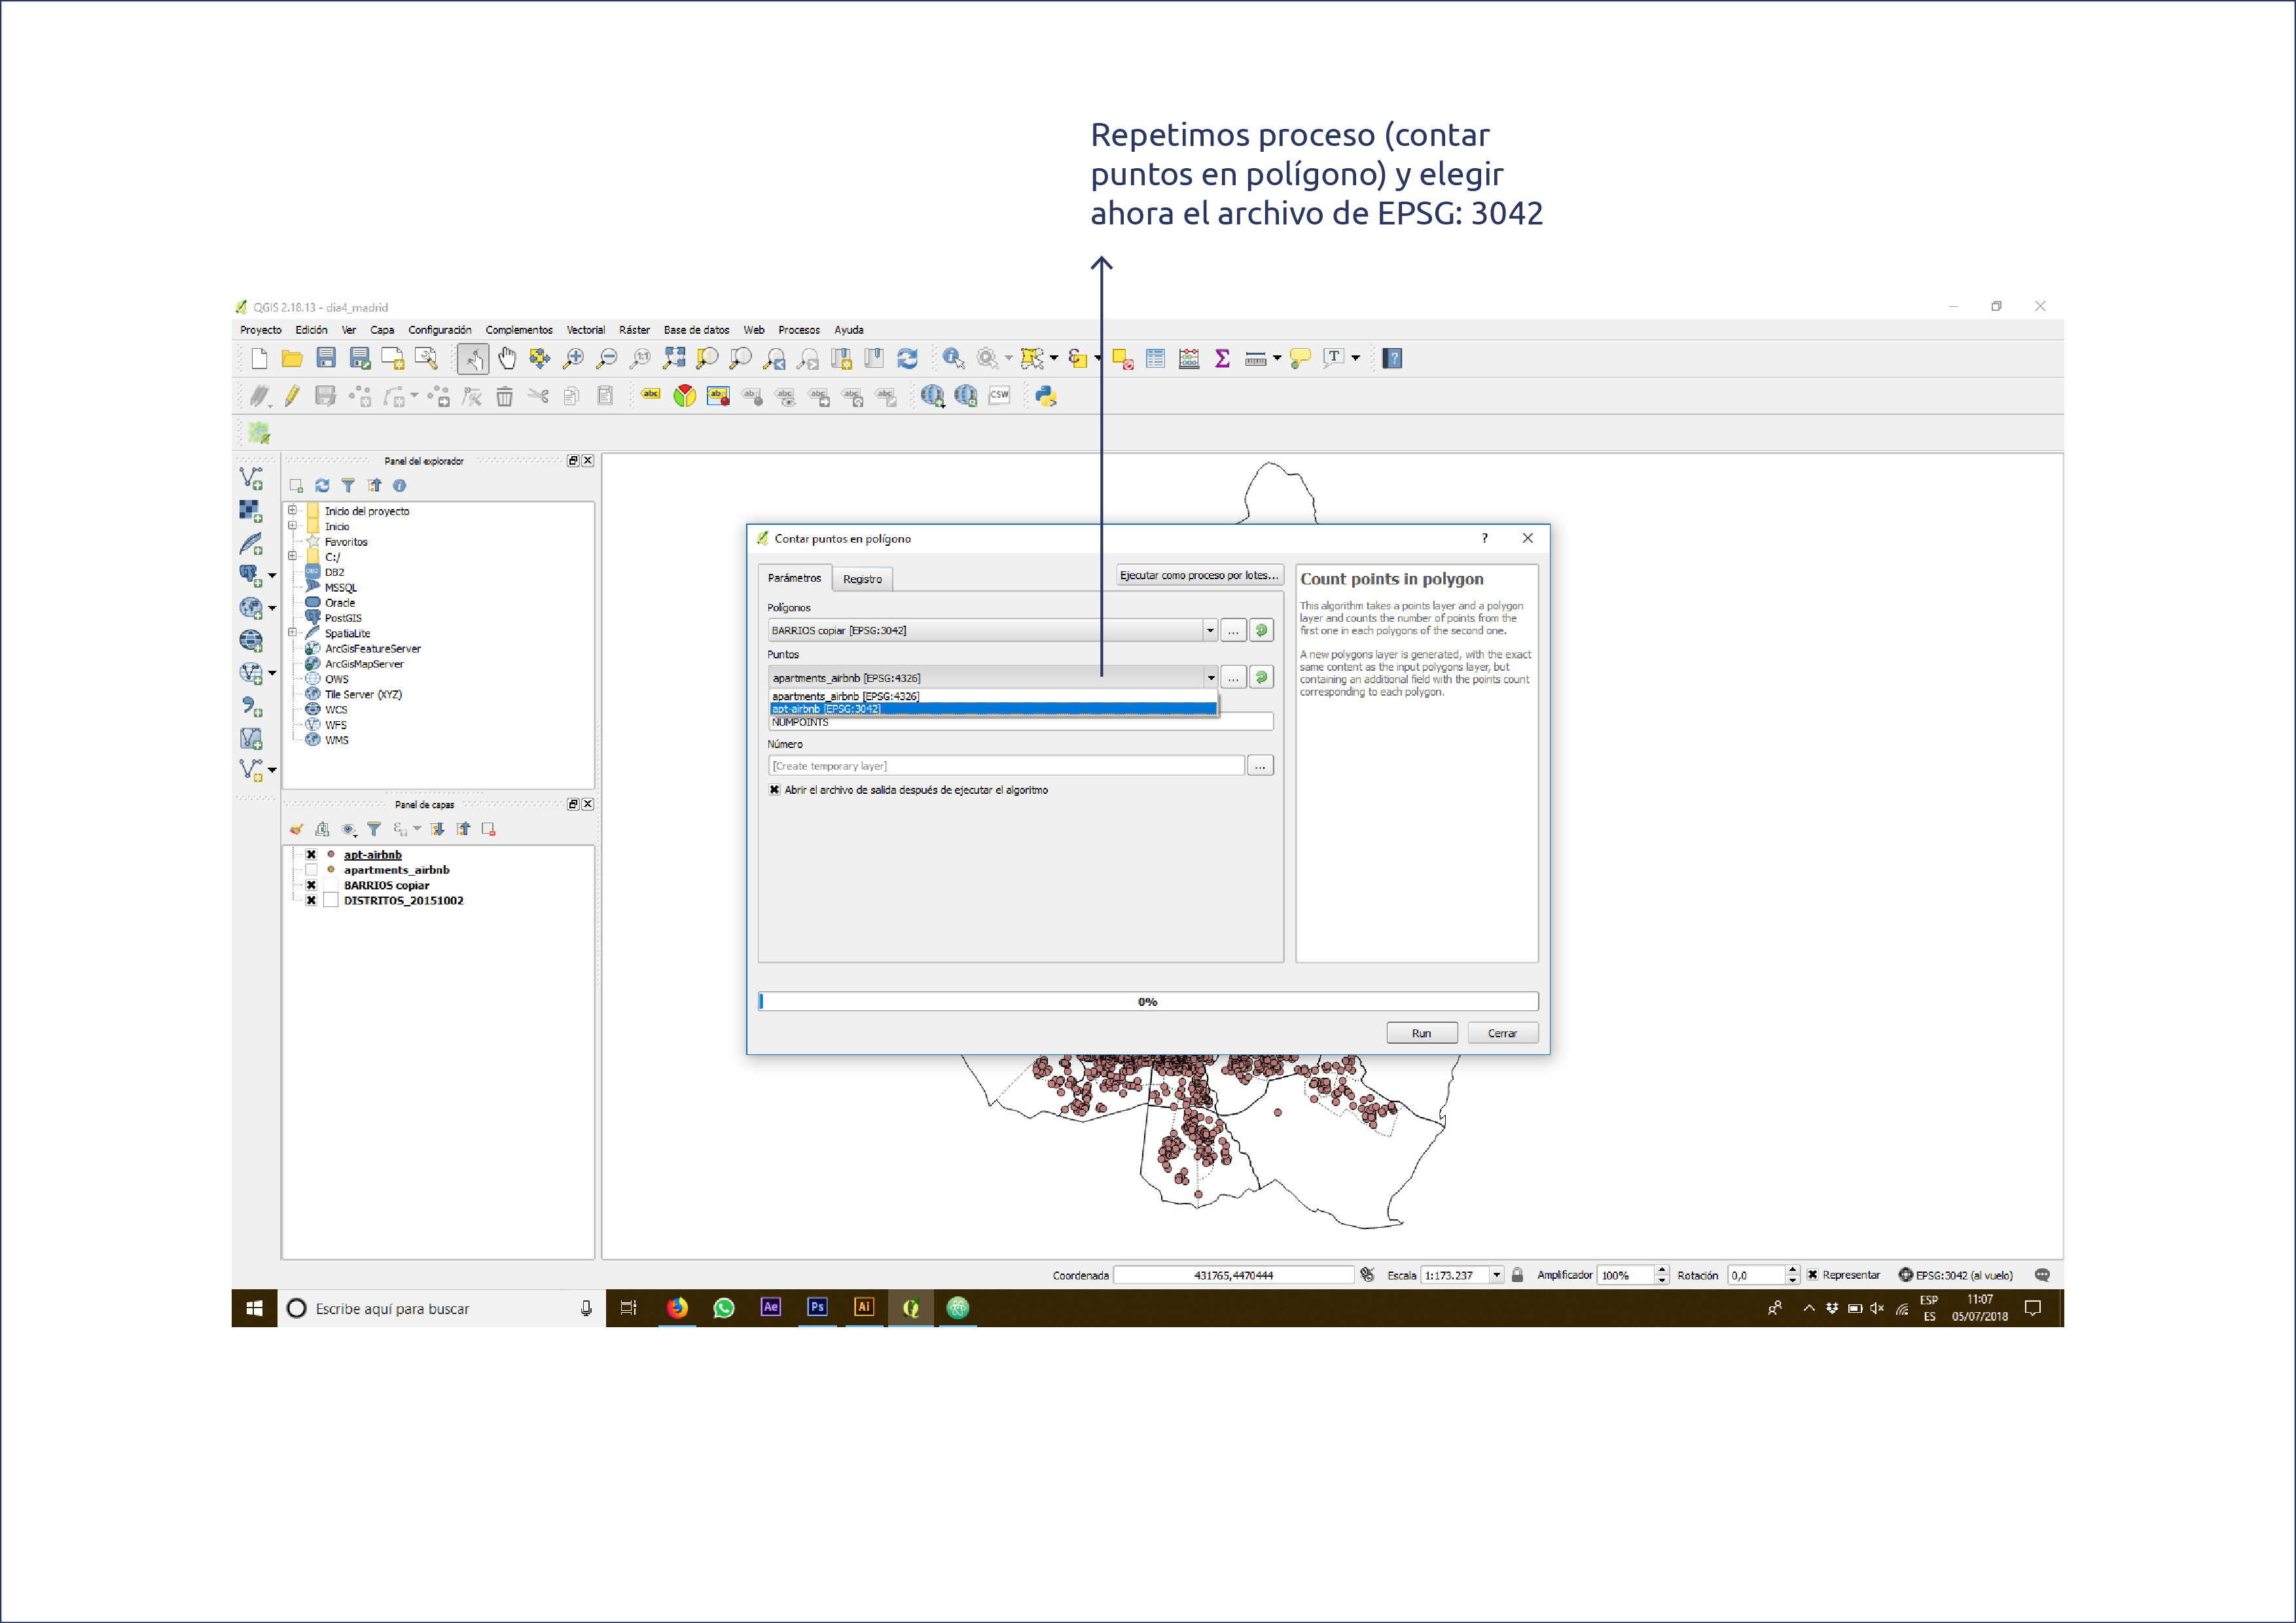 Repetimos proceso (contar
puntos en polígono) y elegir
ahora el archivo de EPSG: 3042
QGIS 2.18.13 - dia4_madrid
Proyecto Edición Ver Capa Configuración Complementos Vectorial Ráster Base de datos Web Procesos Ayuda
abc
CSW
Panel del explorador
Inicio del proyecto
Inicio
Favoritos
C:/
DB2
MSSQL
Oracle
PostGIS
SpatiaLite
ArcGisFeatureServer
ArcGisMapServer
OWS
Tile Server (XYZ)
WCS
WFS
WMS
Panel de capas
apt-airbnb
apartments_airbnb
BARRIOS copiar
DISTRITOS_20151002
Contar puntos en polígono
Parámetros Registro Ejecutar como proceso por lotes...
Polígonos
BARRIOS copiar [EPSG:3042]
Puntos
apartments_airbnb [EPSG:4326]
apartments_airbnb [EPSG:4326]
apt-airbnb [EPSG:3042]
NUMPOINTS
Número
[Create temporary layer]
Abrir el archivo de salida después de ejecutar el algoritmo
Count points in polygon
This algorithm takes a points layer and a polygon
layer and counts the number of points from the
first one in each polygons of the second one.
A new polygons layer is generated, with the exact
same content as the input polygons layer, but
containing an additional field with the points count
corresponding to each polygon.
0%
Run Cerrar
Coordenada 431765,4470444 Escala 1:173.237 Amplificador 100% Rotación 0,0 Representar EPSG:3042 (al vuelo)
Escribe aquí para buscar
Ae Ps Ai
ESP
ES
11:07
05/07/2018